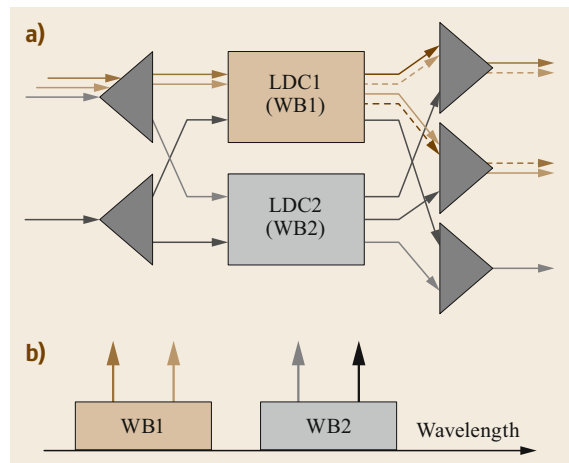 a)
LDC1
(WB1)
LDC2
(WB2)
b)
WB1
WB2
Wavelength